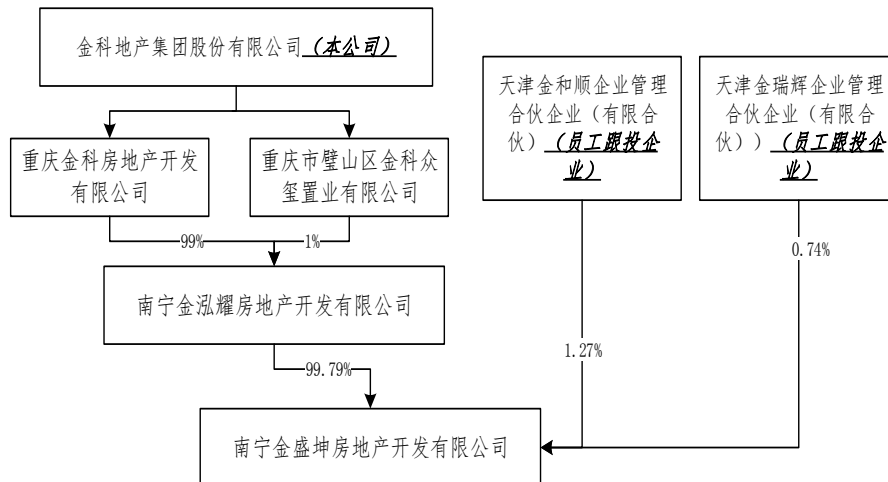 金科地产集团股份有限公司（本公司）
天津金和顺企业管理
合伙企业（有限合
伙）（员工跟投企
业）
天津金瑞辉企业管理
合伙企业（有限合
伙））（员工跟投企
业）
重庆金科房地产开发
有限公司
重庆市璧山区金科众
玺置业有限公司
99%
1%
0.74%
南宁金泓耀房地产开发有限公司
1.27%
99.79%
南宁金盛坤房地产开发有限公司